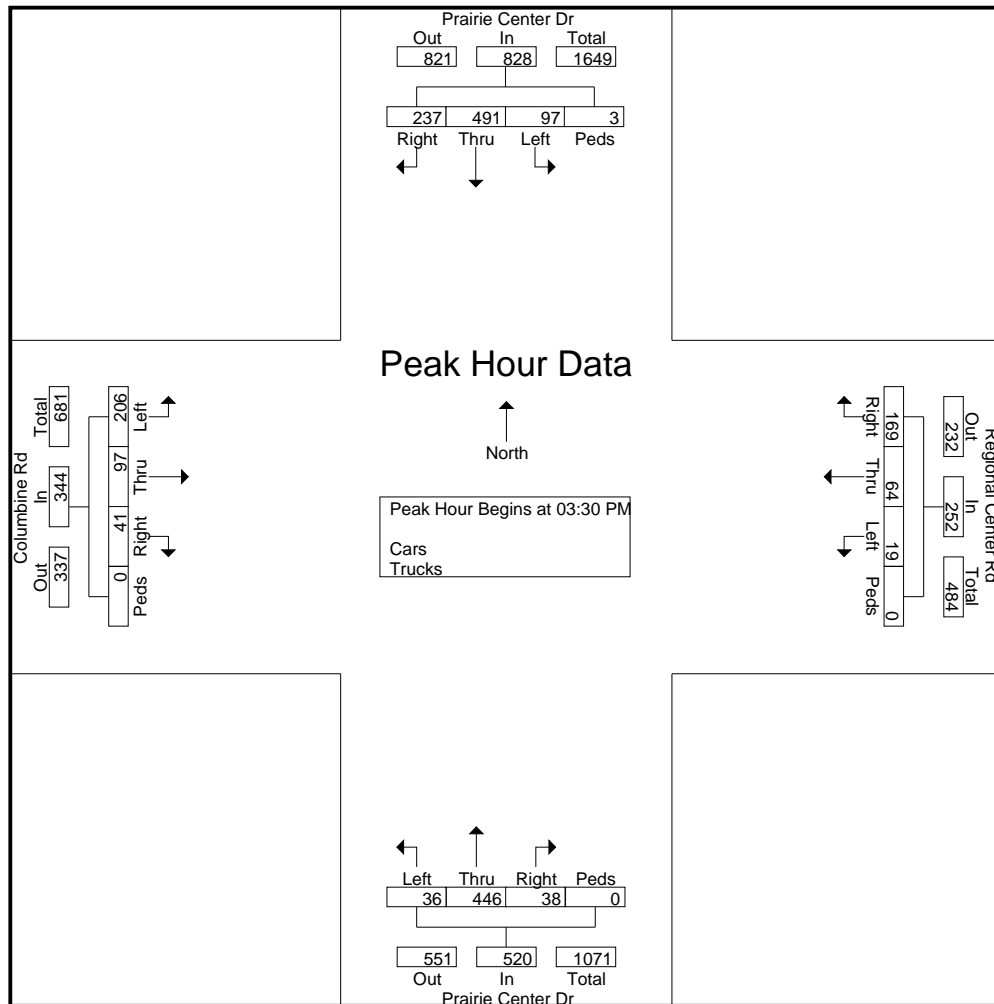 Prairie Center Dr
Out In Total
821 828 1649
237 491 97 3
Right Thru Left Peds
Peak Hour Data
North
Peak Hour Begins at 03:30 PM
Cars
Trucks
Columbine Rd
Out In Total
337 344 681
0 41 97 206
Peds Right Thru Left
Regional Center Rd
Out In Total
232 252 484
169 64 19 0
Right Thru Left Peds
Left Thru Right Peds
36 446 38 0
551 520 1071
Out In Total
Prairie Center Dr